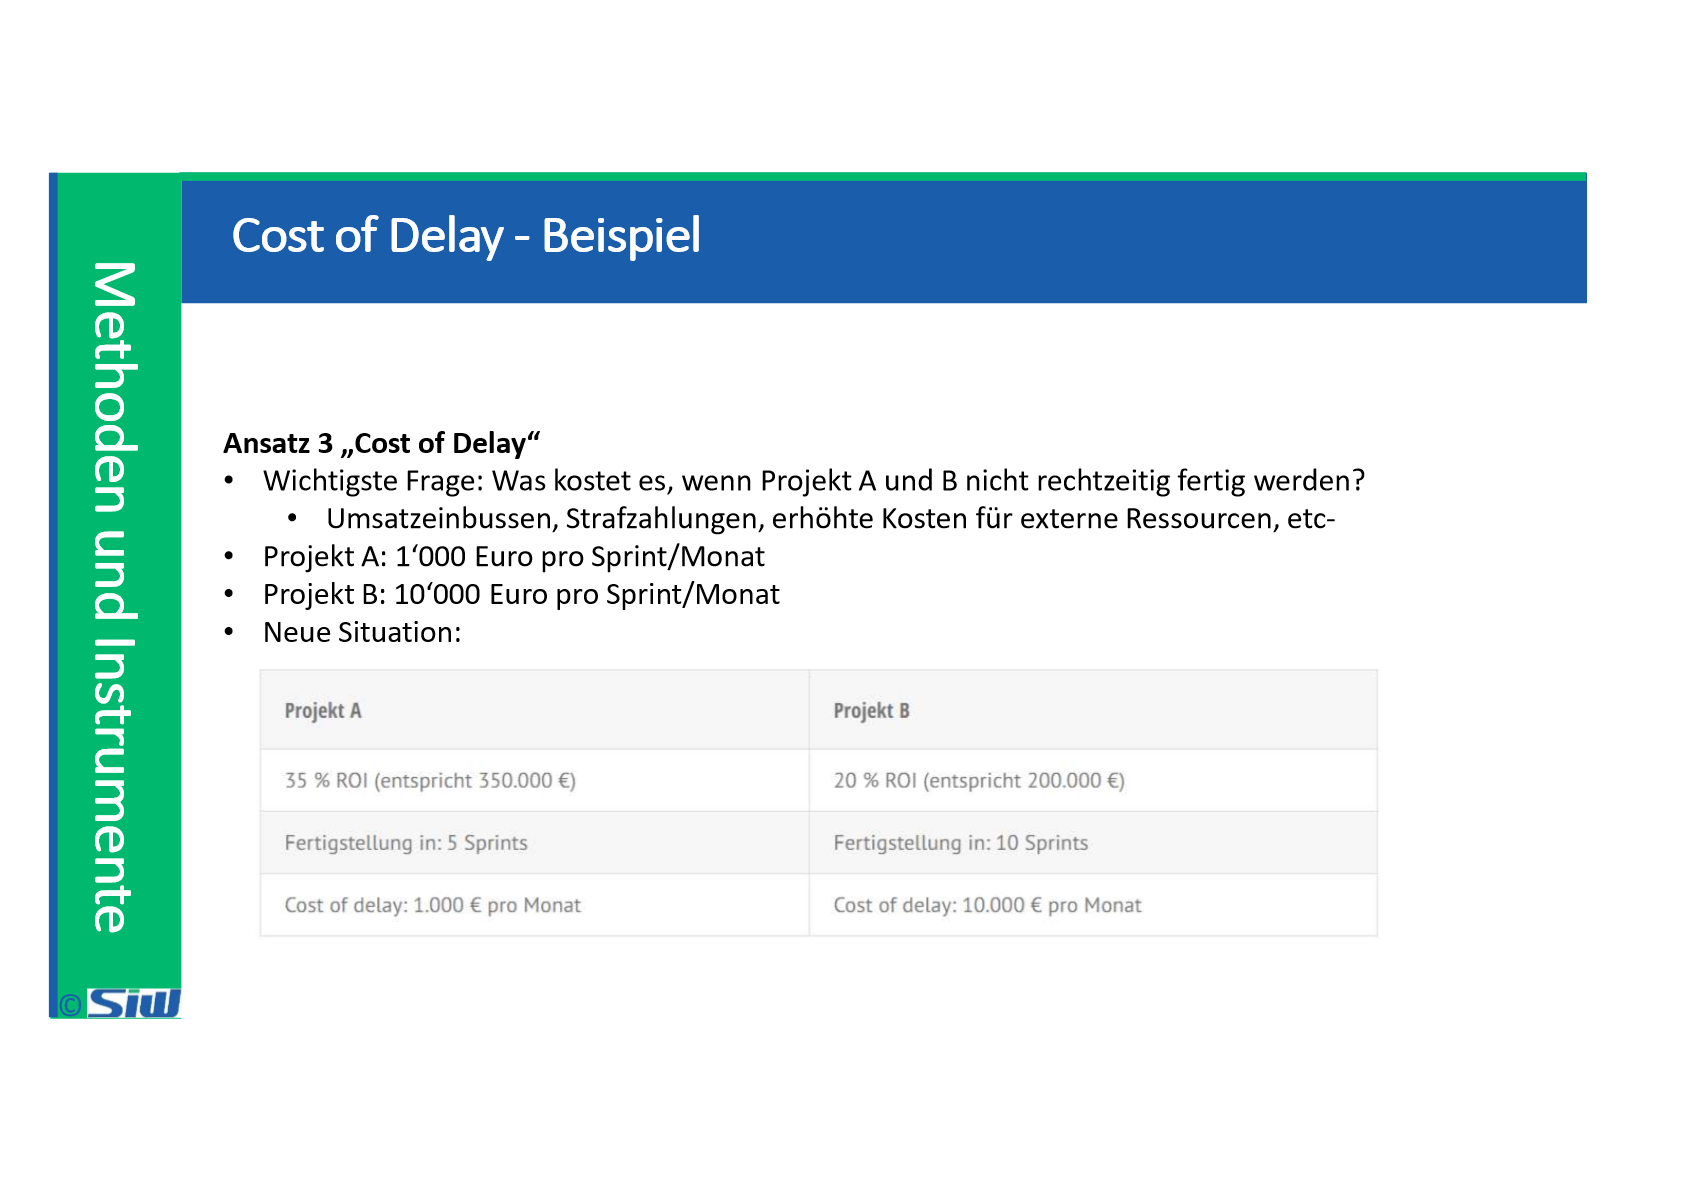 Cost of Delay - Beispiel
Methoden und Instrumente
Ansatz 3 „Cost of Delay“
• Wichtigste Frage: Was kostet es, wenn Projekt A und B nicht rechtzeitig fertig werden?
• Umsatzeinbussen, Strafzahlungen, erhöhte Kosten für externe Ressourcen, etc-
• Projekt A: 1‘000 Euro pro Sprint/Monat
• Projekt B: 10‘000 Euro pro Sprint/Monat
• Neue Situation:
Projekt A Projekt B
35 % ROI (entspricht 350.000 €) 20 % ROI (entspricht 200.000 €)
Fertigstellung in: 5 Sprints Fertigstellung in: 10 Sprints
Cost of delay: 1.000 € pro Monat Cost of delay: 10.000 € pro Monat
© SiW